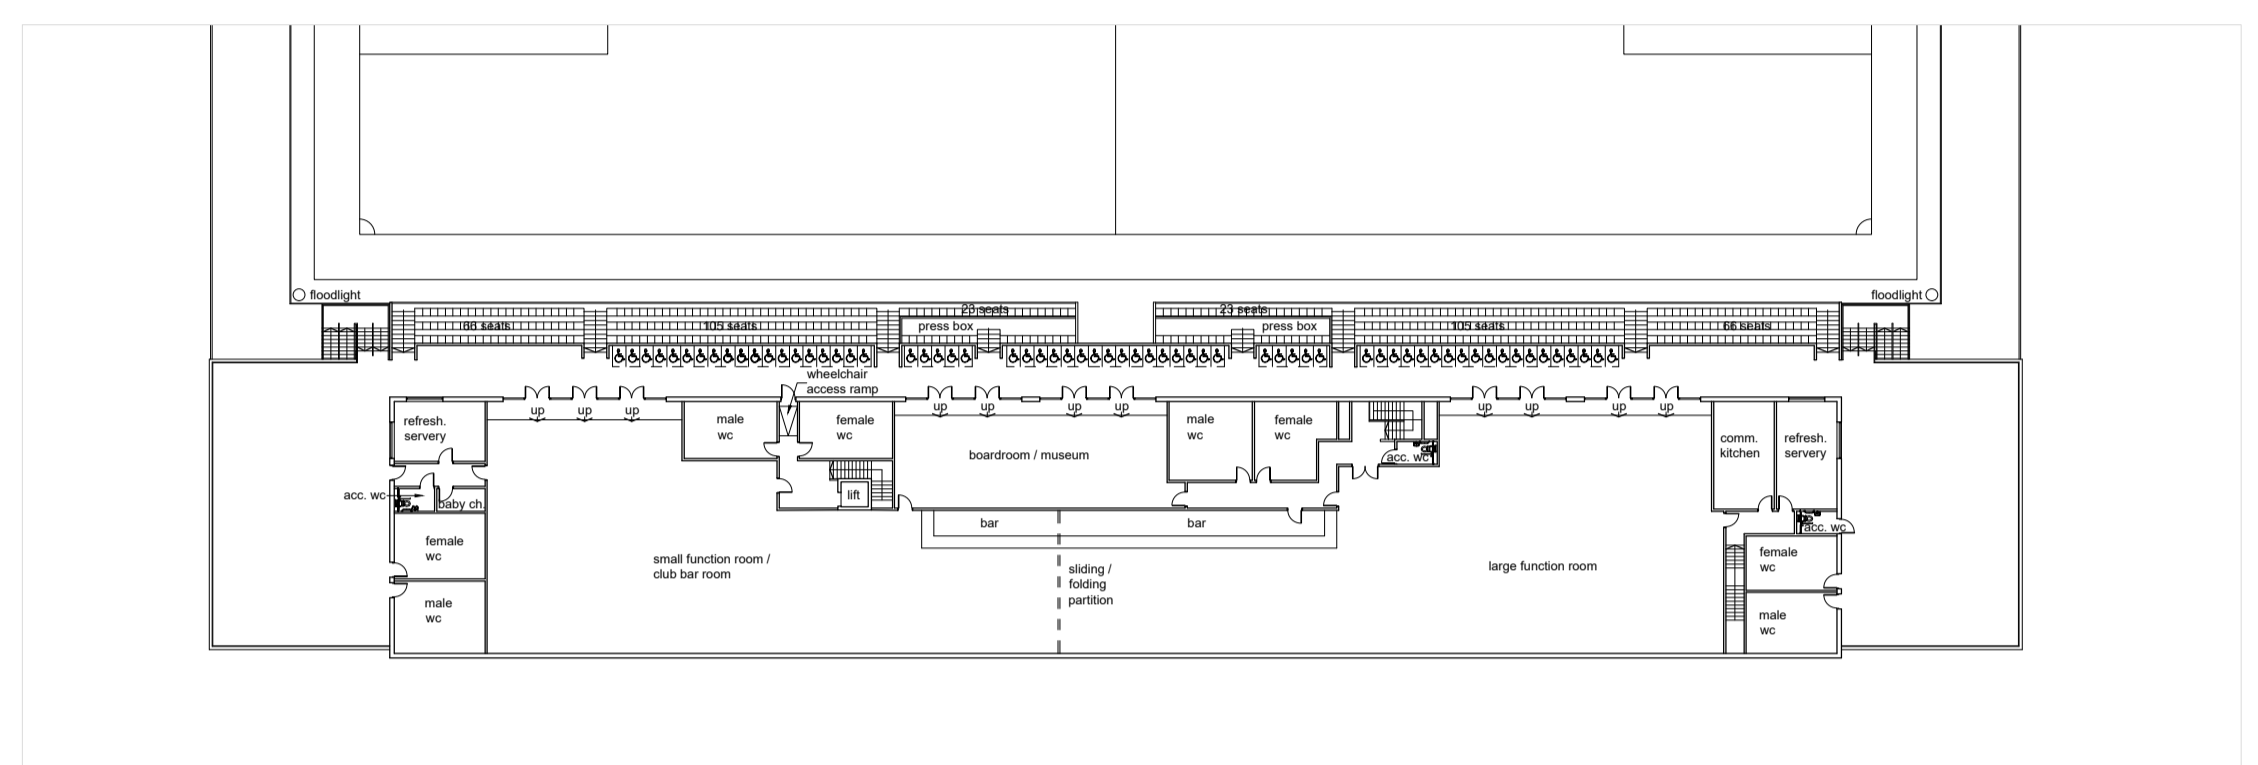 floodlight
floodlight
23 seats
23 seats
66 seats
105 seats
press box
press box
105 seats
66 seats
wheelchair
access ramp
up
up
up
up
up
up
up
up
up
up
up
refresh.
servery
male
wc
female
wc
male
wc
female
wc
comm.
kitchen
refresh.
servery
boardroom / museum
acc. wc
acc. wc
baby ch.
lift
bar
bar
acc. wc
female
wc
small function room /
club bar room
sliding /
folding
partition
large function room
female
wc
male
wc
male
wc